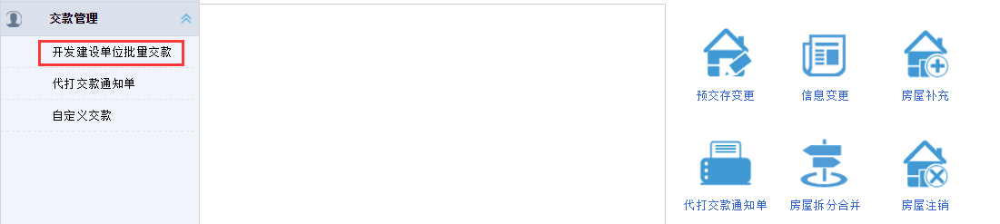 交款管理
开发建设单位批量交款
代打交款通知单
自定义交款
预交存变更
信息变更
房屋补充
代打交款通知单
房屋拆分合并
房屋注销